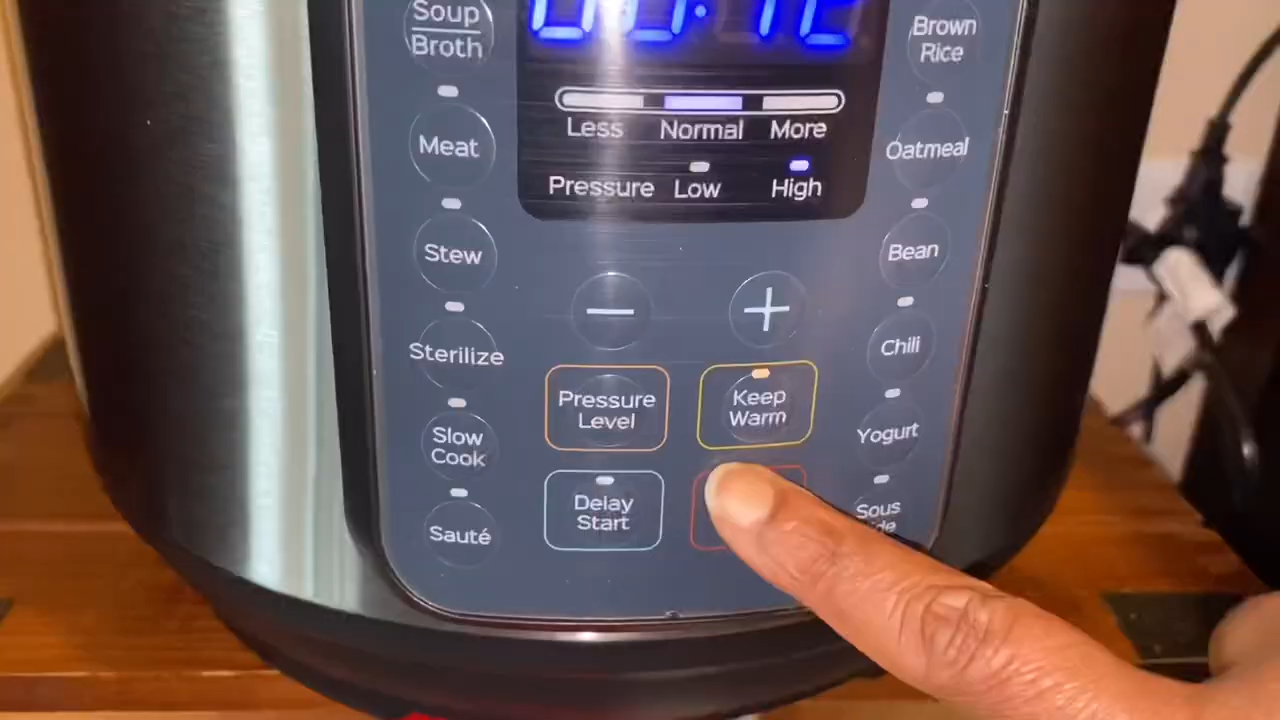 Soup
Broth
Brown
Rice
Less Normal More
Meat
Oatmeal
Pressure Low High
Stew
Bean
Sterilize
Chili
Pressure
Level
Keep
Warm
Slow
Cook
Yogurt
Delay
Start
Sous
Sauté